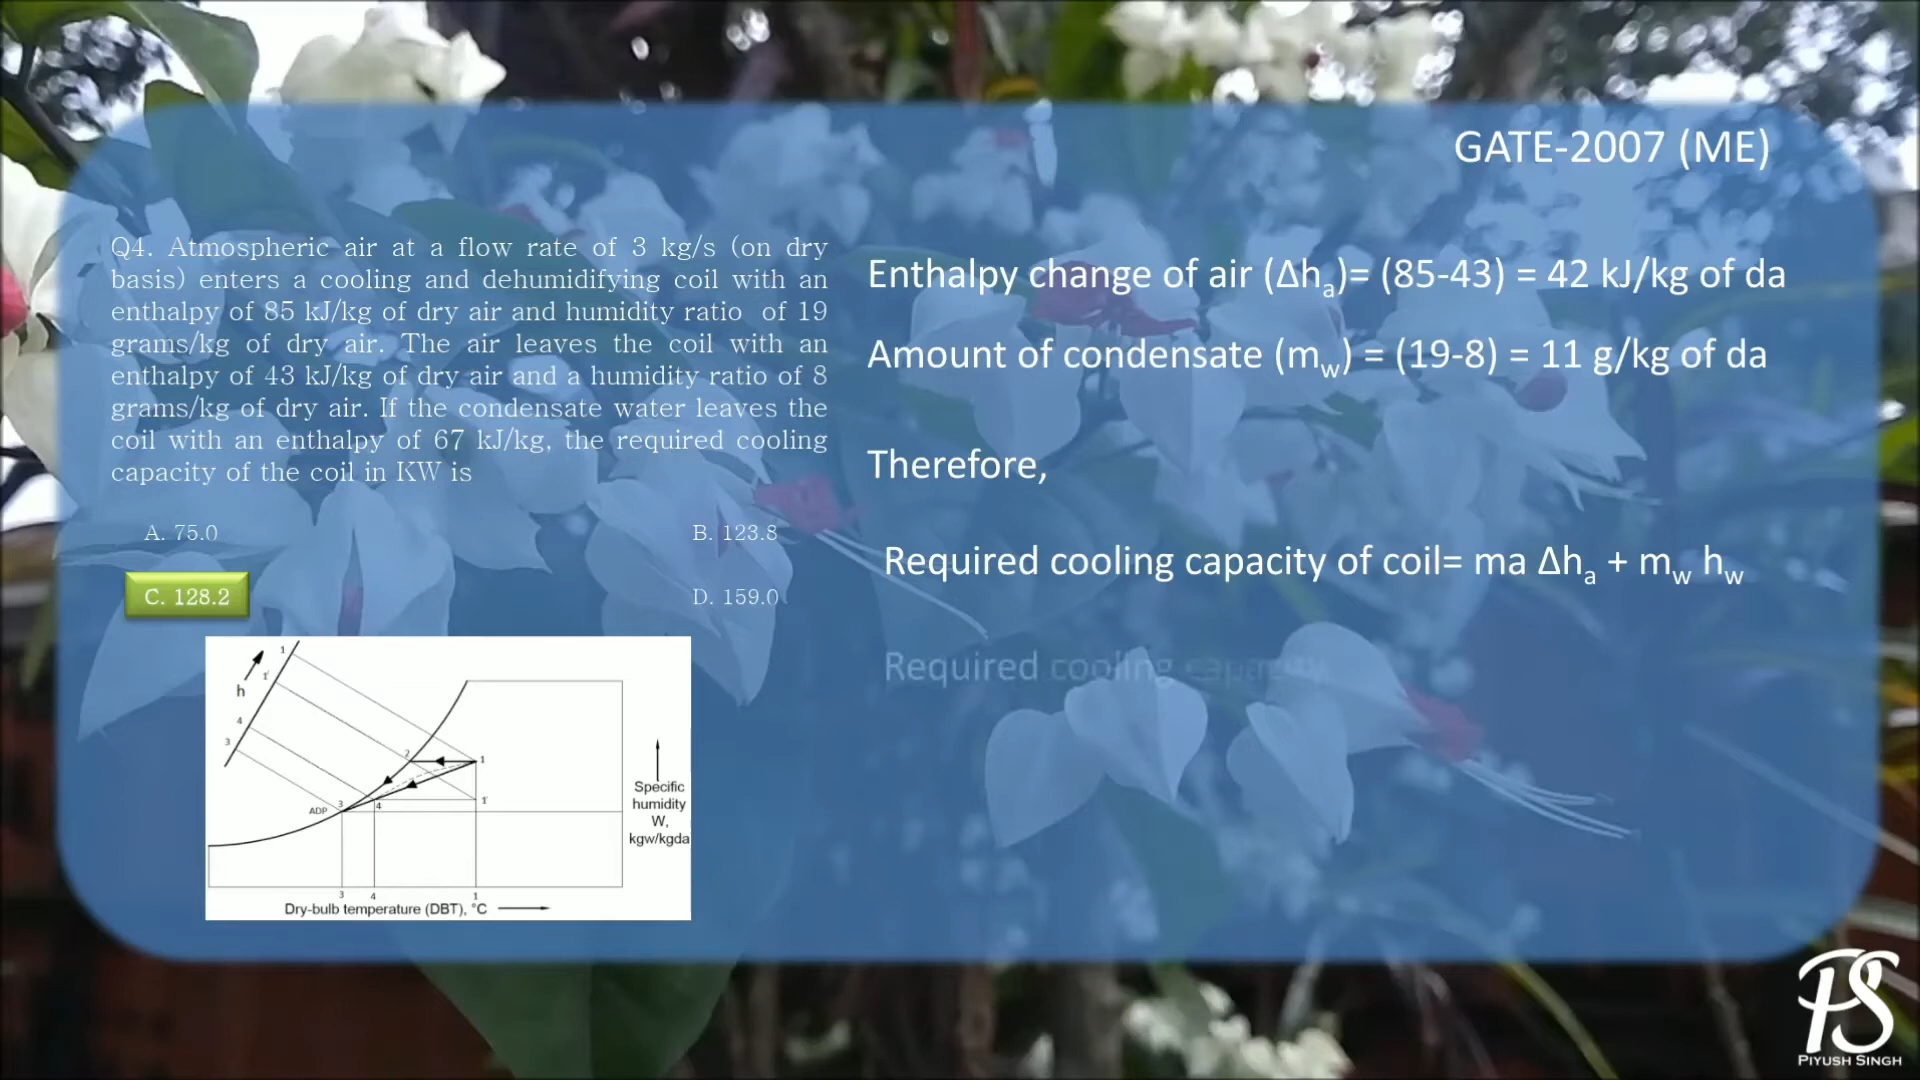 GATE-2007 (ME)
Q4. Atmospheric air at a flow rate of 3 kg/s (on dry
basis) enters a cooling and dehumidifying coil with an
enthalpy of 85 kJ/kg of dry air and humidity ratio of 19
grams/kg of dry air. The air leaves the coil with an
enthalpy of 43 kJ/kg of dry air and a humidity ratio of 8
grams/kg of dry air. If the condensate water leaves the
coil with an enthalpy of 67 kJ/kg, the required cooling
capacity of the coil in KW is
A. 75.0
B. 123.8
C. 128.2
D. 159.0
1
1'
h
4
3
2
1
ADP
3
4
1'
Specific
humidity
W,
kgw/kgda
3
4
1
Dry-bulb temperature (DBT), °C
Enthalpy change of air (Δhₐ)= (85-43) = 42 kJ/kg of da
Amount of condensate (m_w) = (19-8) = 11 g/kg of da
Therefore,
Required cooling capacity of coil= ma Δhₐ + m_w h_w
Required cooling capacity
PS
PIYUSH SINGH